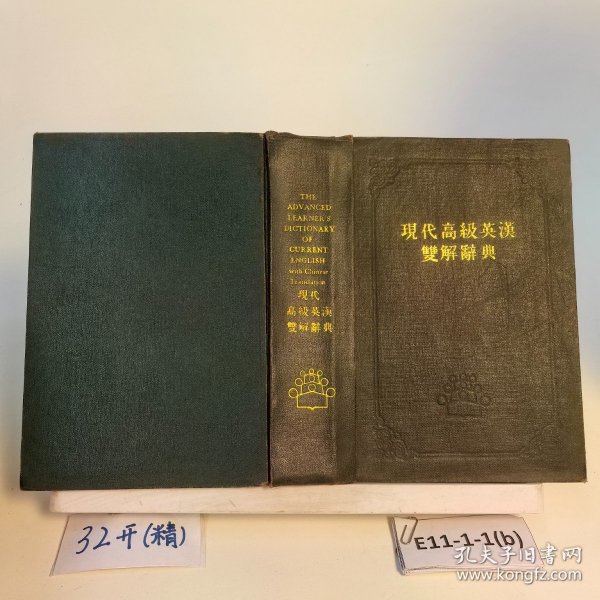 THE
ADVANCED
LEARNER'S
DICTIONARY
OF
CURRENT
ENGLISH
with Chinese
Translation
現代
高級英漢
雙解辭典
現代高級英漢
雙解辭典
32开(精)
E11-1-1(b)
孔夫子旧书网
www.kongfz.com